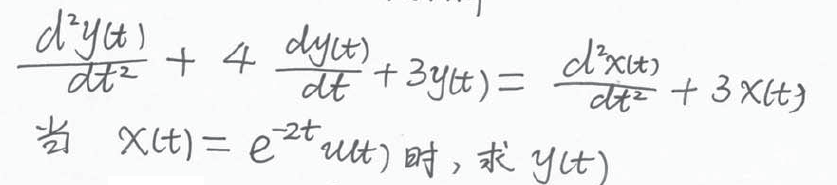 d²y(t)/dt² + 4 dy(t)/dt + 3y(t) = d²x(t)/dt² + 3x(t)
当 x(t) = e^{-2t}u(t) 时，求 y(t)